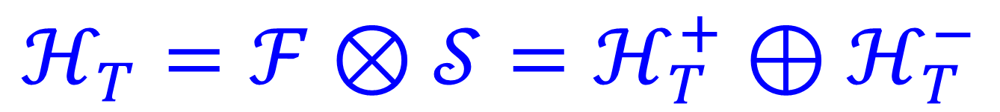 ℋ_T = ℱ ⊗ 𝒮 = ℋ_T^+ ⊕ ℋ_T^−